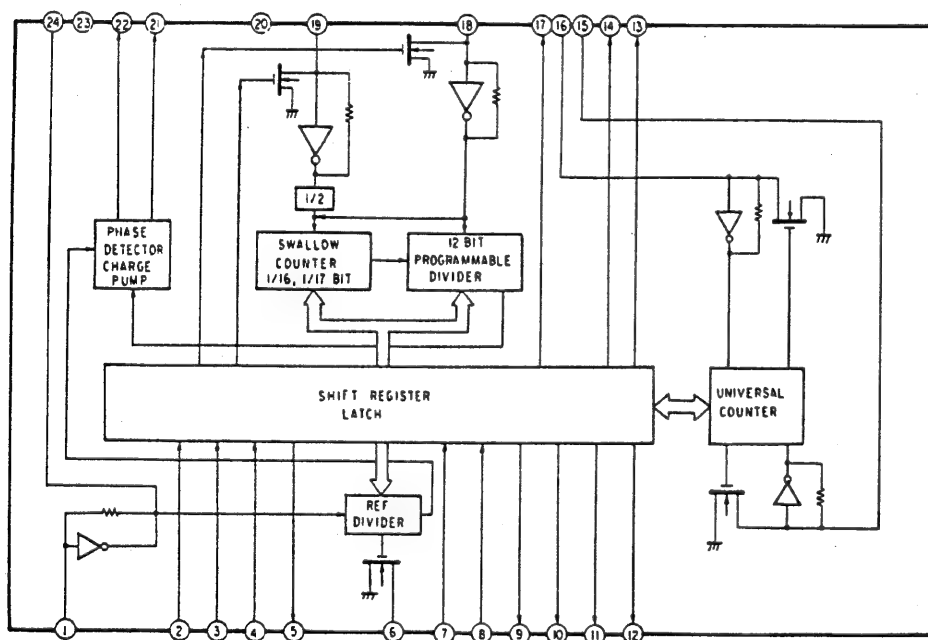 24 23 22 21 20 19 18 17 16 15 14 13
1/2
PHASE
DETECTOR
CHARGE
PUMP
SWALLOW
COUNTER
1/16, 1/17 BIT
12 BIT
PROGRAMMABLE
DIVIDER
SHIFT REGISTER
LATCH
UNIVERSAL
COUNTER
REF
DIVIDER
1 2 3 4 5 6 7 8 9 10 11 12